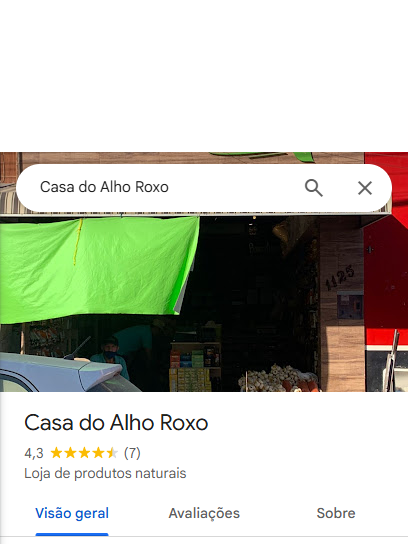 Casa do Alho Roxo
1125
Casa do Alho Roxo
4,3 (7)
Loja de produtos naturais
Visão geral Avaliações Sobre